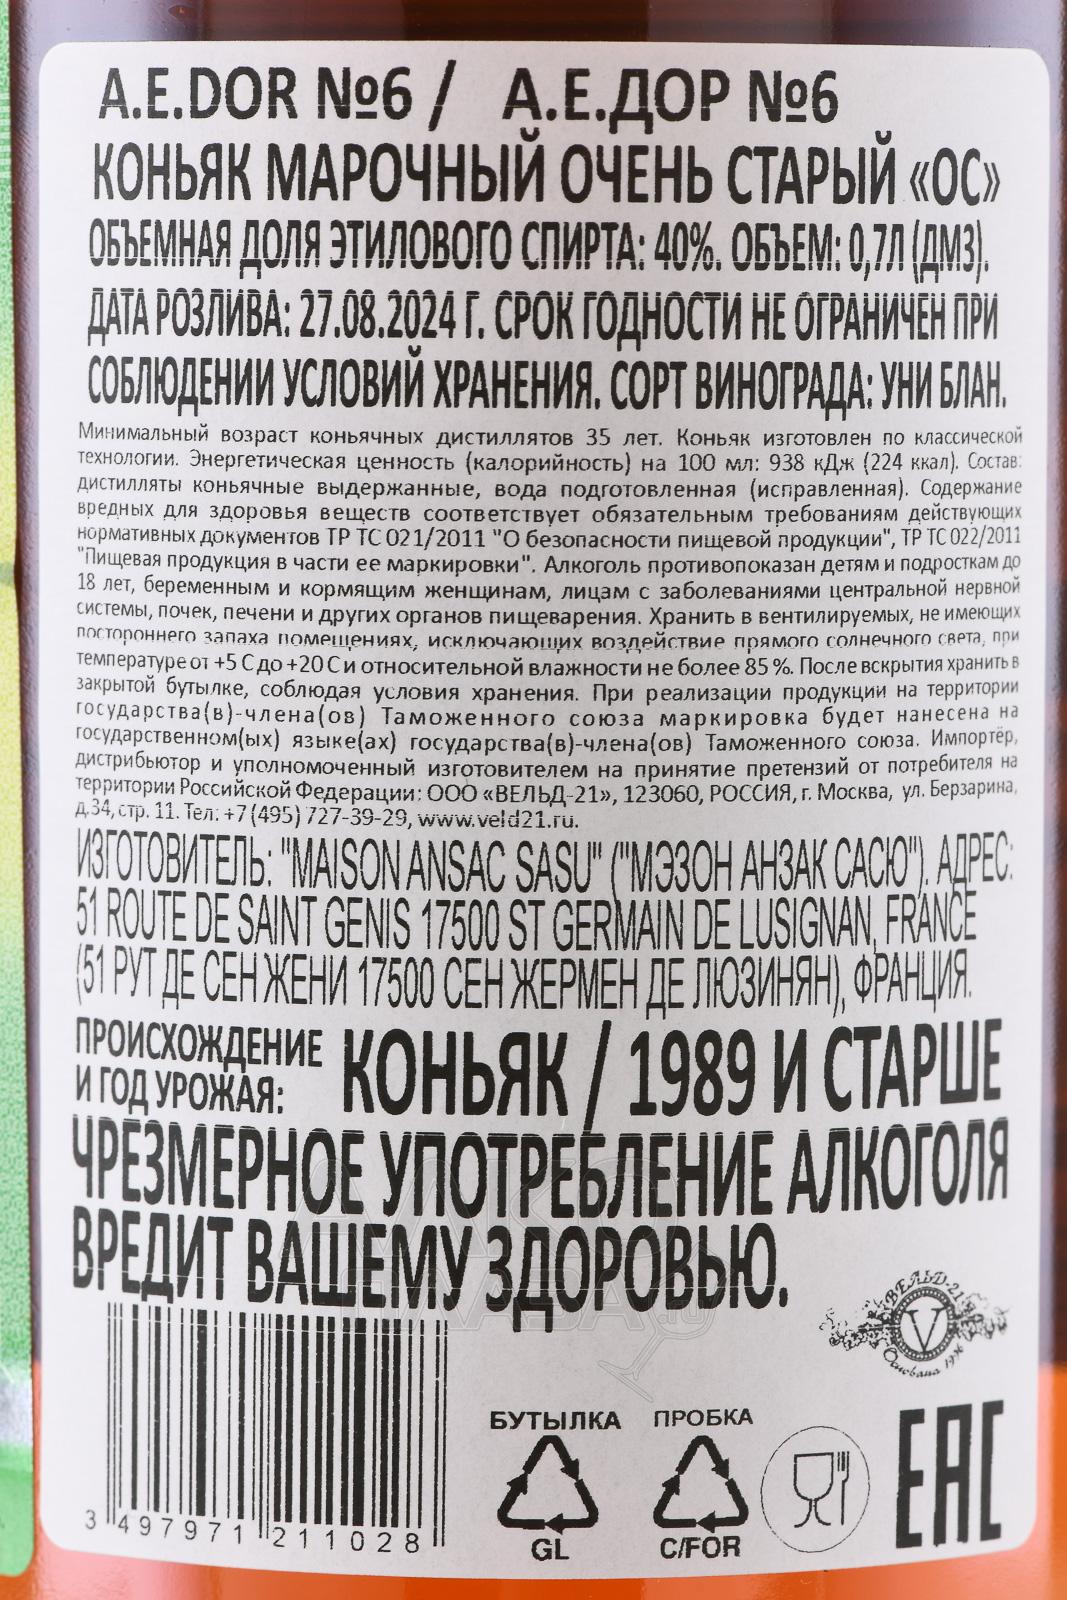 A.E.DOR №6 / А.Е.ДОР №6
КОНЬЯК МАРОЧНЫЙ ОЧЕНЬ СТАРЫЙ «ОС»
ОБЪЕМНАЯ ДОЛЯ ЭТИЛОВОГО СПИРТА: 40%. ОБЪЕМ: 0,7Л (ДМ3).
ДАТА РОЗЛИВА: 27.08.2024 Г. СРОК ГОДНОСТИ НЕ ОГРАНИЧЕН ПРИ
СОБЛЮДЕНИИ УСЛОВИЙ ХРАНЕНИЯ. СОРТ ВИНОГРАДА: УНИ БЛАН.
Минимальный возраст коньячных дистиллятов 35 лет. Коньяк изготовлен по классической
технологии. Энергетическая ценность (калорийность) на 100 мл: 938 кДж (224 ккал). Состав:
дистилляты коньячные выдержанные, вода подготовленная (исправленная). Содержание
вредных для здоровья веществ соответствует обязательным требованиям действующих
нормативных документов ТР ТС 021/2011 "О безопасности пищевой продукции", ТР ТС 022/2011
"Пищевая продукция в части ее маркировки". Алкоголь противопоказан детям и подросткам до
18 лет, беременным и кормящим женщинам, лицам с заболеваниями центральной нервной
системы, почек, печени и других органов пищеварения. Хранить в вентилируемых, не имеющих
постороннего запаха помещениях, исключающих воздействие прямого солнечного света, при
температуре от +5 С до +20 С и относительной влажности не более 85 %. После вскрытия хранить в
закрытой бутылке, соблюдая условия хранения. При реализации продукции на территории
государства(в)-члена(ов) Таможенного союза маркировка будет нанесена на
государственном(ых) языке(ах) государства(в)-члена(ов) Таможенного союза. Импортёр,
дистрибьютор и уполномоченный изготовителем на принятие претензий от потребителя на
территории Российской Федерации: ООО «ВЕЛЬД-21», 123060, РОССИЯ, г. Москва, ул. Берзарина,
д.34, стр. 11. Тел: +7 (495) 727-39-29, www.veld21.ru.
ИЗГОТОВИТЕЛЬ: "MAISON ANSAC SASU" ("МЭЗОН АНЗАК САСЮ"). АДРЕС:
51 ROUTE DE SAINT GENIS 17500 ST GERMAIN DE LUSIGNAN, FRANCE
(51 РУТ ДЕ СЕН ЖЕНИ 17500 СЕН ЖЕРМЕН ДЕ ЛЮЗИНЯН), ФРАНЦИЯ.
ПРОИСХОЖДЕНИЕ
И ГОД УРОЖАЯ: КОНЬЯК / 1989 И СТАРШЕ
ЧРЕЗМЕРНОЕ УПОТРЕБЛЕНИЕ АЛКОГОЛЯ
ВРЕДИТ ВАШЕМУ ЗДОРОВЬЮ.
ВЕЛЬД-21
V
Основана 1996
БУТЫЛКА ПРОБКА
GL C/FOR
EAC
3 497971 211028